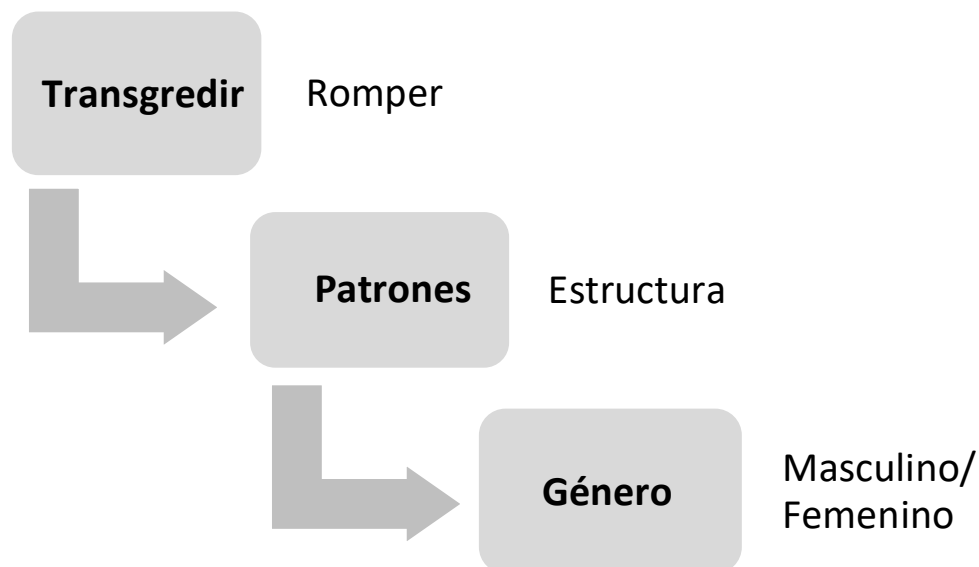 Transgredir Romper
Patrones Estructura
Género Masculino/
Femenino